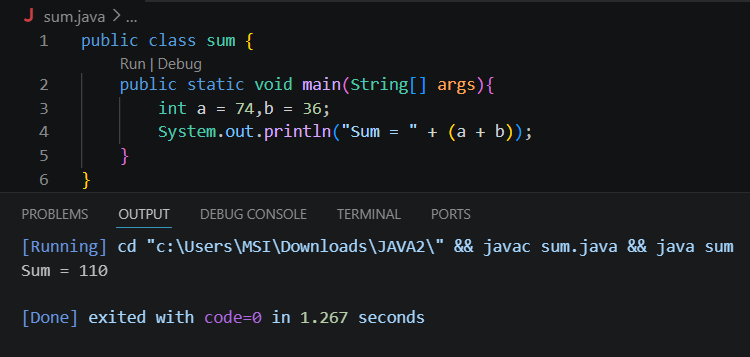 J sum.java > ...
1 public class sum {
Run | Debug
2 public static void main(String[] args){
3 int a = 74,b = 36;
4 System.out.println("Sum = " + (a + b));
5 }
6 }
PROBLEMS OUTPUT DEBUG CONSOLE TERMINAL PORTS
[Running] cd "c:\Users\MSI\Downloads\JAVA2\" && javac sum.java && java sum
Sum = 110
[Done] exited with code=0 in 1.267 seconds